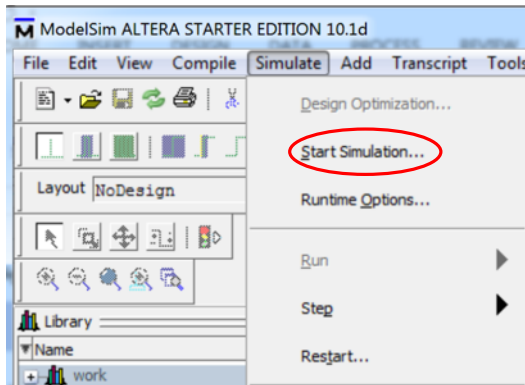 ModelSim ALTERA STARTER EDITION 10.1d
File Edit View Compile Simulate Add Transcript Tools
Design Optimization...
Start Simulation...
Layout NoDesign
Runtime Options...
Run
Step
Library
Name
Restart...
work